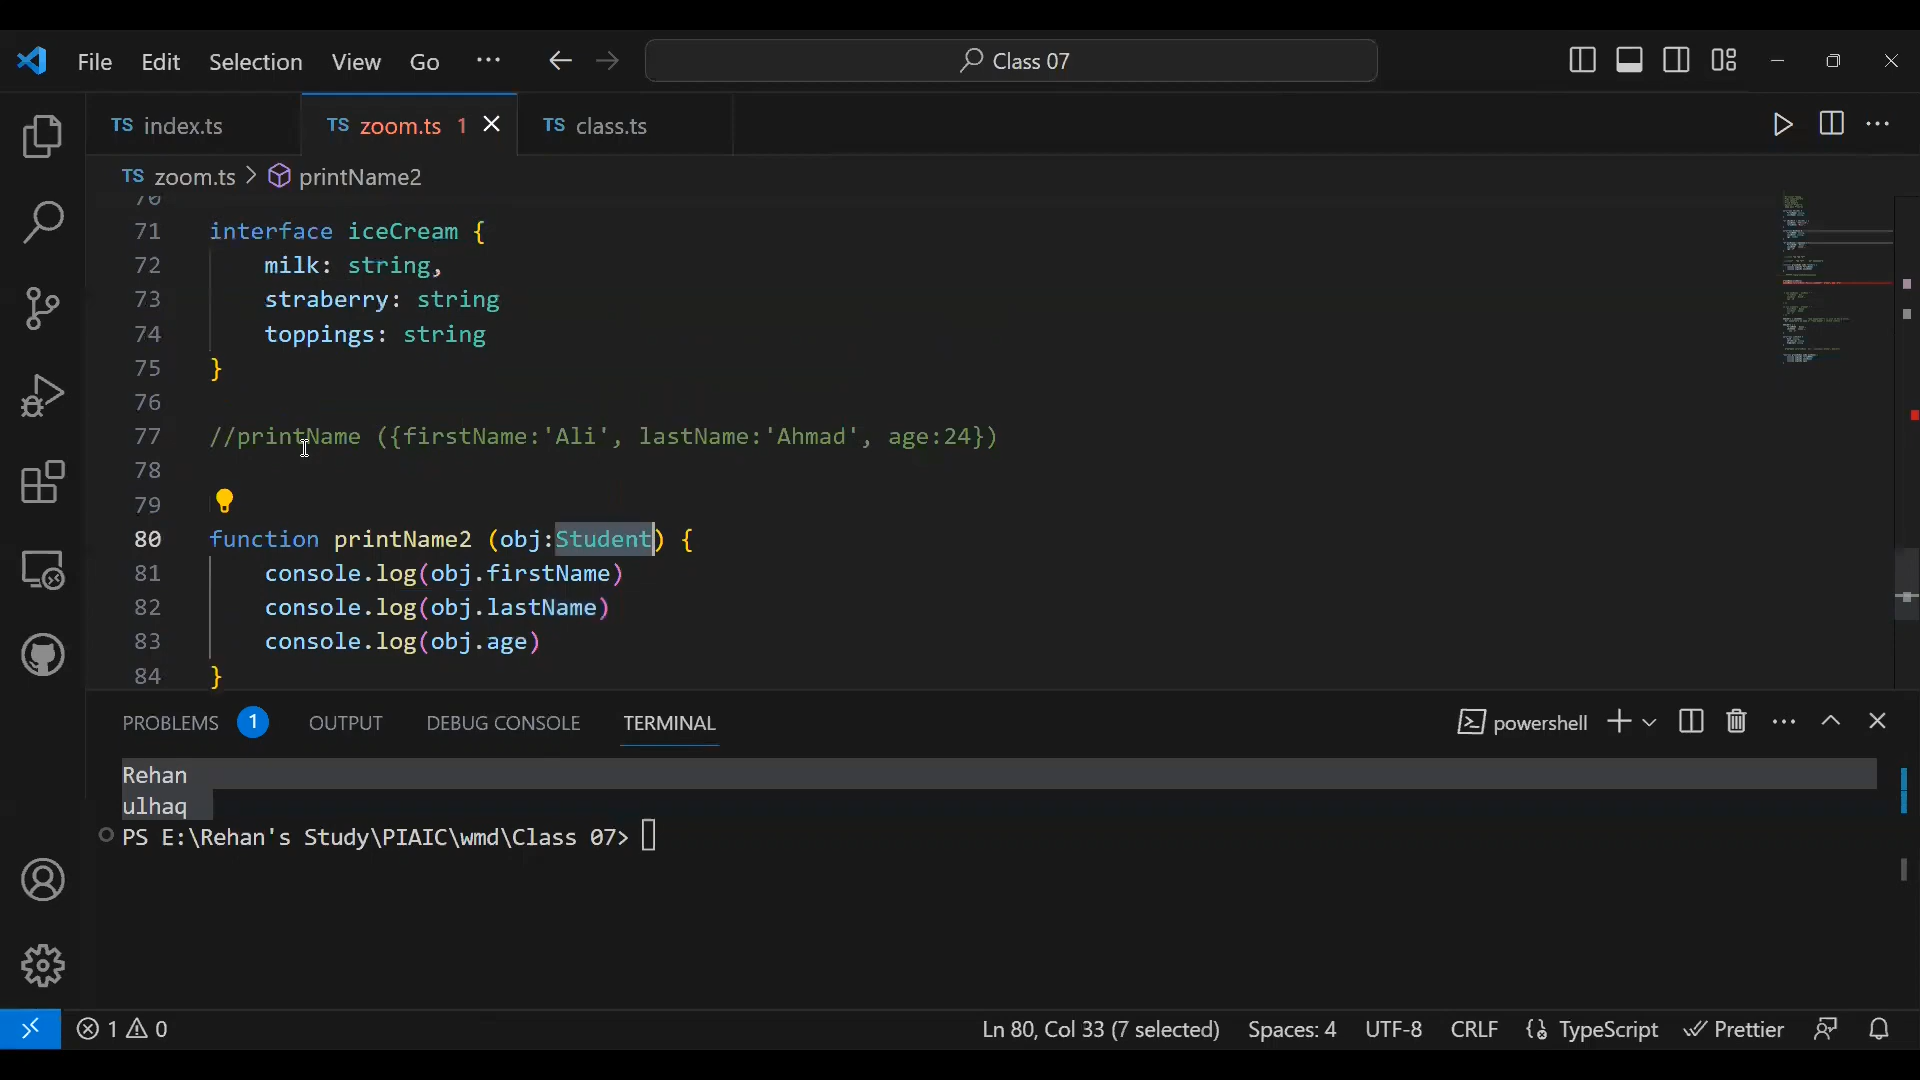 File Edit Selection View Go ··· Class 07
TS index.ts TS zoom.ts 1 TS class.ts
TS zoom.ts > printName2
70
71 interface iceCream {
72 milk: string,
73 straberry: string
74 toppings: string
75 }
76
77 //printName ({firstName:'Ali', lastName:'Ahmad', age:24})
78
79
80 function printName2 (obj:Student) {
81 console.log(obj.firstName)
82 console.log(obj.lastName)
83 console.log(obj.age)
84 }
PROBLEMS 1 OUTPUT DEBUG CONSOLE TERMINAL powershell
Rehan
ulhaq
PS E:\Rehan's Study\PIAIC\wmd\Class 07>
1 0 Ln 80, Col 33 (7 selected) Spaces: 4 UTF-8 CRLF {} TypeScript Prettier